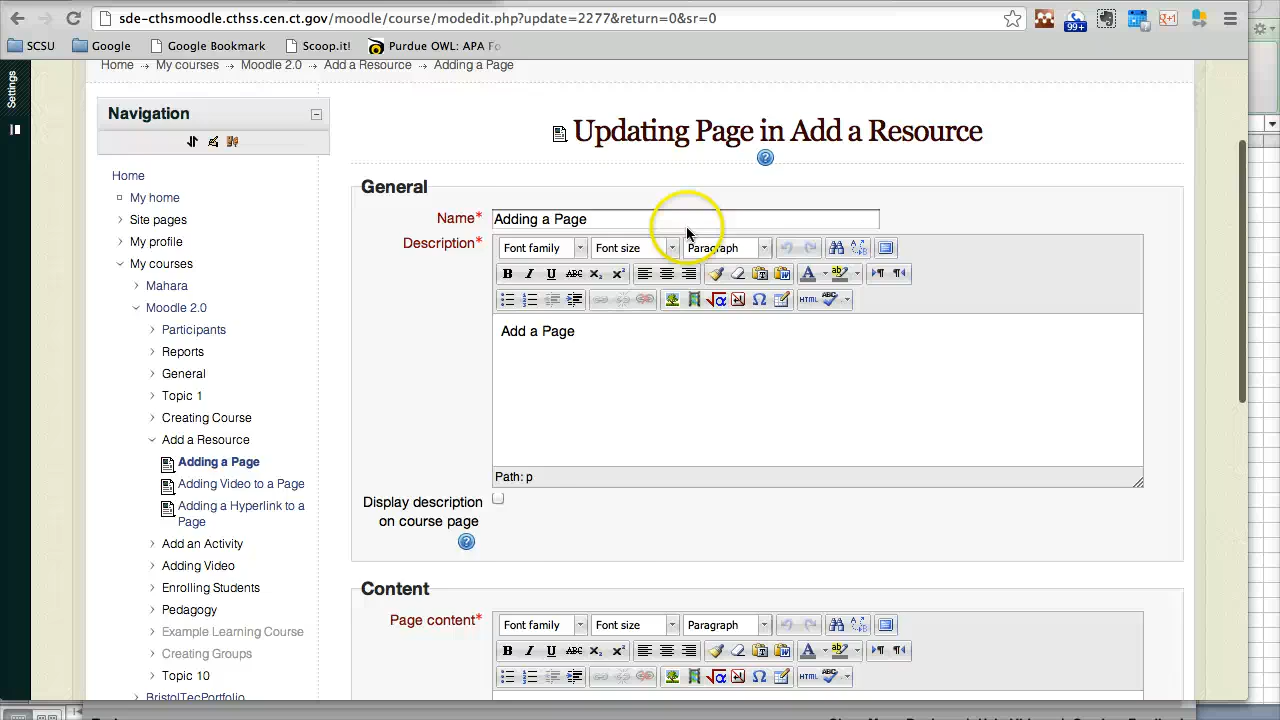 sde-cthsmoodle.cthss.cen.ct.gov/moodle/course/modedit.php?update=2277&return=0&sr=0
99+
SCSU Google Google Bookmark Scoop.it! Purdue OWL: APA Fo
Home → My courses → Moodle 2.0 → Add a Resource → Adding a Page
Settings
Navigation
Home
My home
Site pages
My profile
My courses
Mahara
Moodle 2.0
Participants
Reports
General
Topic 1
Creating Course
Add a Resource
Adding a Page
Adding Video to a Page
Adding a Hyperlink to a
Page
Add an Activity
Adding Video
Enrolling Students
Pedagogy
Example Learning Course
Creating Groups
Topic 10
BristolTecPortfolio
Updating Page in Add a Resource
General
Name* Adding a Page
Description*
Font family Font size Paragraph
HTML
Add a Page
Path: p
Display description
on course page
Content
Page content*
Font family Font size Paragraph
HTML